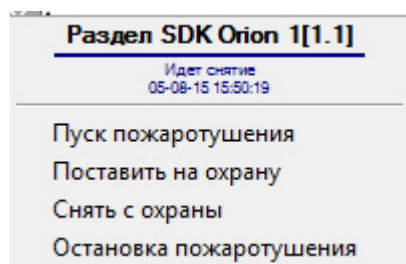 Раздел SDK Orion 1[1.1]
Идет снятие
05-08-15 15:50:19
Пуск пожаротушения
Поставить на охрану
Снять с охраны
Остановка пожаротушения